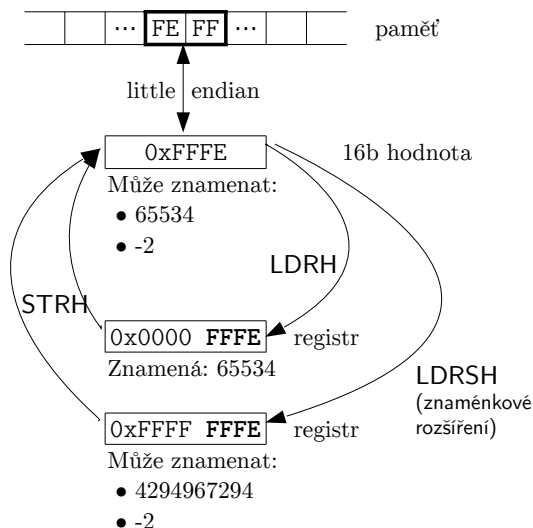 ... FE FF ... paměť
little endian
0xFFFE 16b hodnota
Může znamenat:
• 65534
• -2
LDRH
STRH
0x0000 FFFE registr
Znamená: 65534
LDRSH
(znaménkové
rozšíření)
0xFFFF FFFE registr
Může znamenat:
• 4294967294
• -2